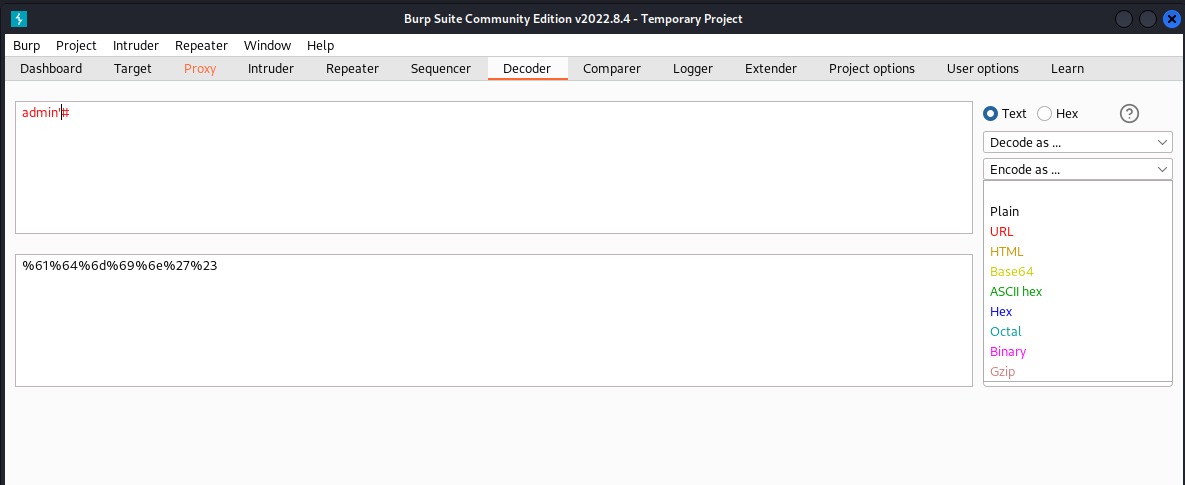 Burp Suite Community Edition v2022.8.4 - Temporary Project
Burp Project Intruder Repeater Window Help
Dashboard Target Proxy Intruder Repeater Sequencer Decoder Comparer Logger Extender Project options User options Learn
admin'#
Text Hex ?
Decode as ...
Encode as ...
Plain
URL
HTML
Base64
ASCII hex
Hex
Octal
Binary
Gzip
%61%64%6d%69%6e%27%23